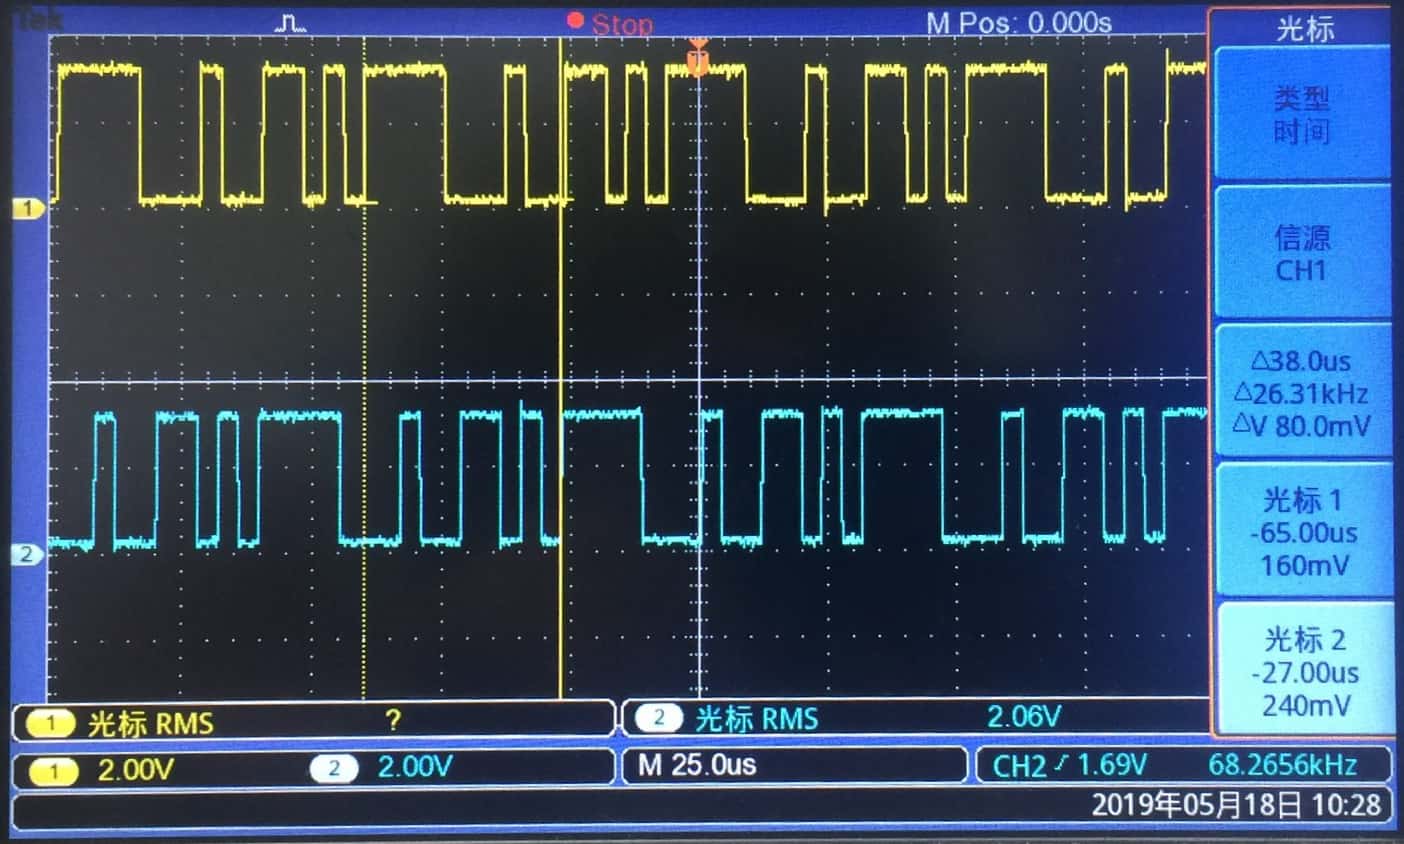 Tek
Stop
M Pos: 0.000s
光标
类型
时间
信源
CH1
△38.0us
△26.31kHz
△V 80.0mV
光标 1
-65.00us
160mV
光标 2
-27.00us
240mV
T
1
2
1 光标 RMS ?
2 光标 RMS 2.06V
1 2.00V 2 2.00V
M 25.0us
CH2 1.69V 68.2656kHz
2019年05月18日 10:28